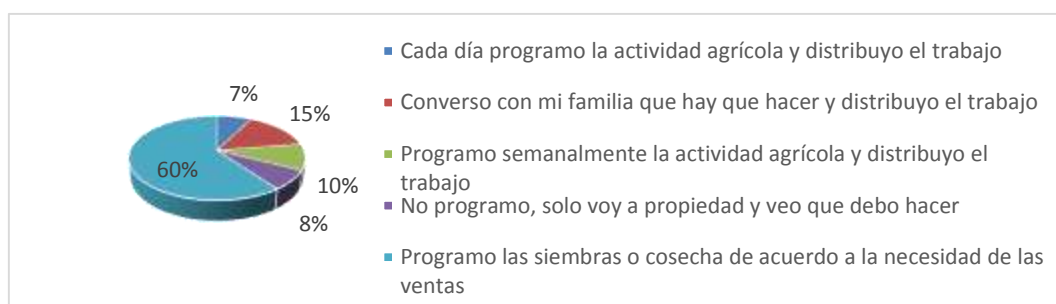 Cada día programo la actividad agrícola y distribuyo el trabajo
7%
15%
Converso con mi familia que hay que hacer y distribuyo el trabajo
Programo semanalmente la actividad agrícola y distribuyo el
trabajo
60%
10%
No programo, solo voy a propiedad y veo que debo hacer
8%
Programo las siembras o cosecha de acuerdo a la necesidad de las
ventas